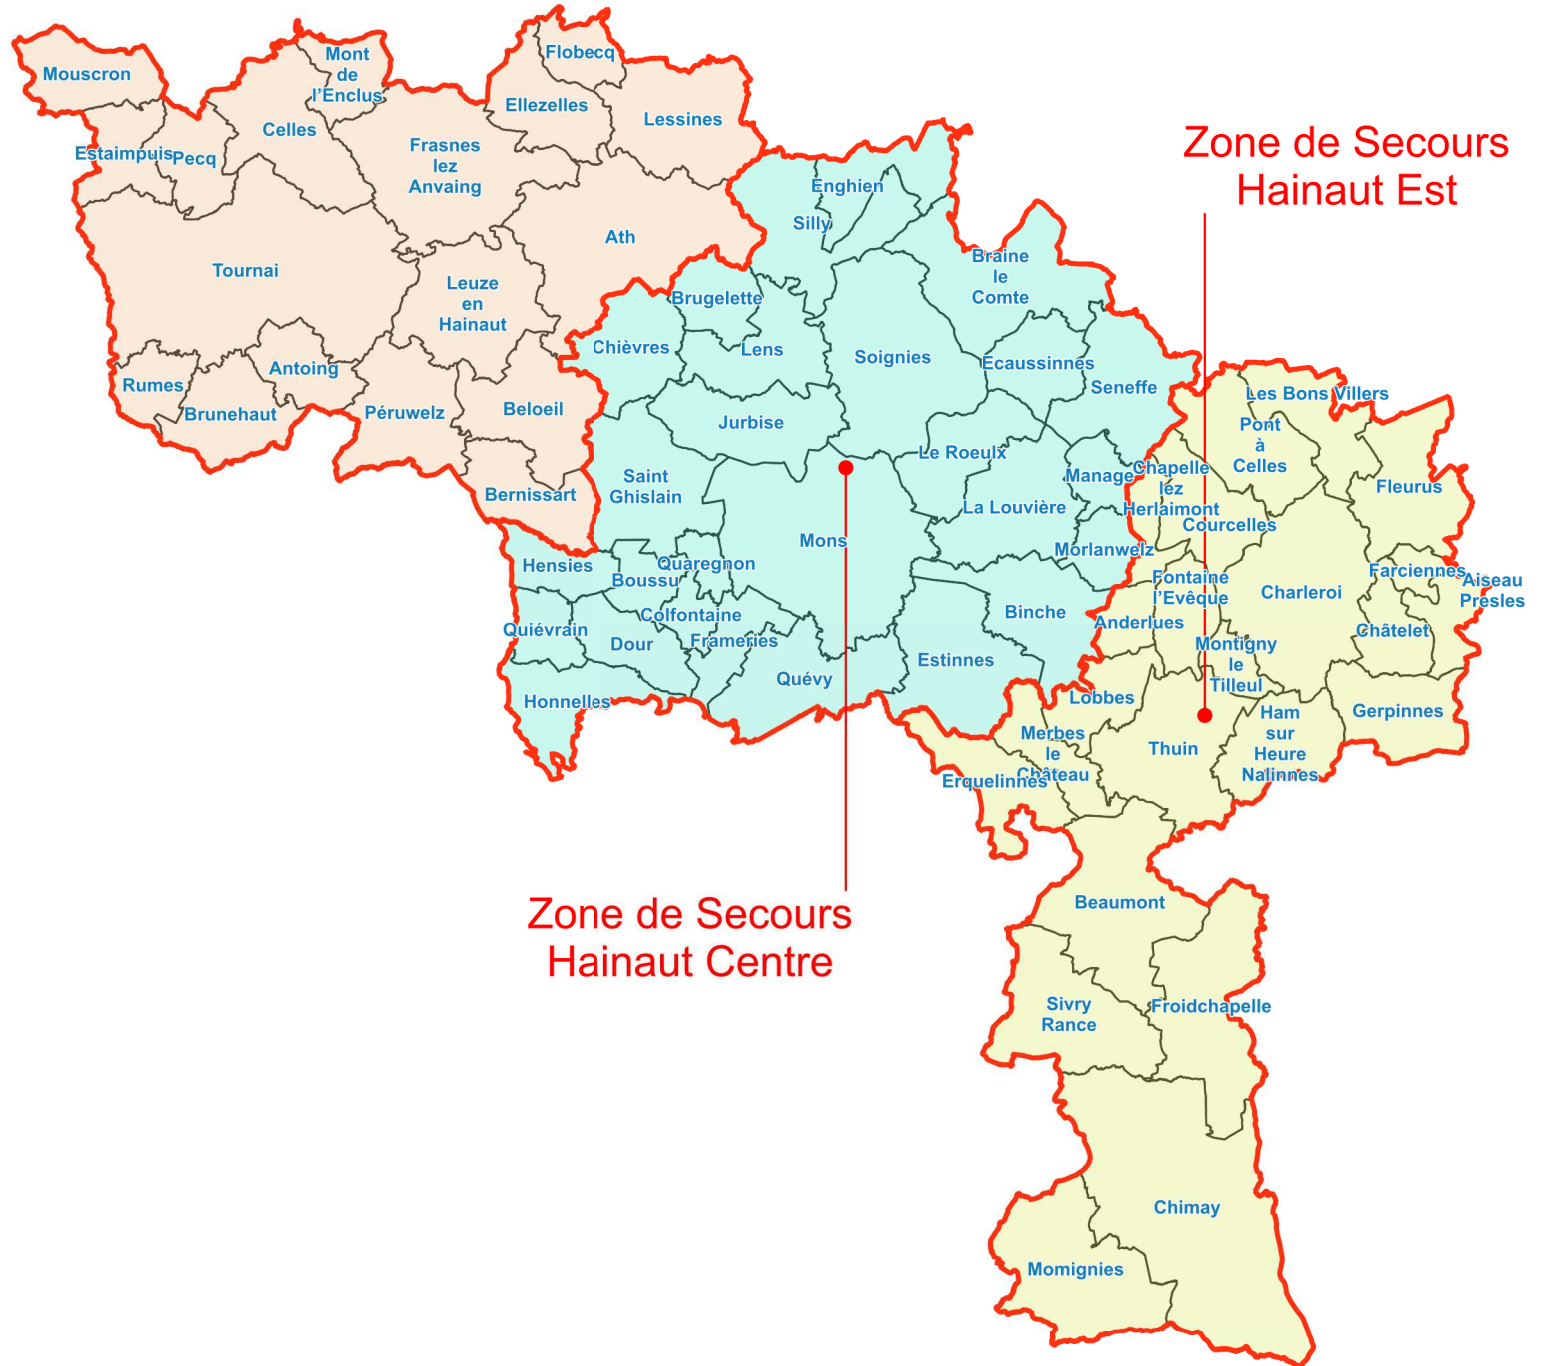 Zone de Secours
Hainaut Est
Mouscron
Mont
de
l'Enclus
Flobecq
Ellezelles
Lessines
Celles
Estaimpuis
Pecq
Frasnes
lez
Anvaing
Ath
Tournai
Leuze
en
Hainaut
Rumes
Antoing
Brunehaut
Péruwelz
Beloeil
Bernissart
Enghien
Silly
Braine
le
Comte
Brugelette
Chièvres
Lens
Soignies
Ecaussinnes
Seneffe
Jurbise
Le Roeulx
Saint
Ghislain
Manage
La Louvière
Mons
Morlanwelz
Hensies
Quaregnon
Boussu
Colfontaine
Quiévrain
Dour
Frameries
Binche
Estinnes
Quévy
Honnelles
Les Bons Villers
Pont
à
Celles
Chapelle
lez
Herlaimont
Courcelles
Fleurus
Fontaine
l'Evêque
Charleroi
Farciennes
Aiseau
Presles
Anderlues
Châtelet
Montigny
le
Tilleul
Lobbes
Merbes
le
Château
Thuin
Ham
sur
Heure
Nalinnes
Gerpinnes
Erquelinnes
Zone de Secours
Hainaut Centre
Beaumont
Sivry
Rance
Froidchapelle
Chimay
Momignies